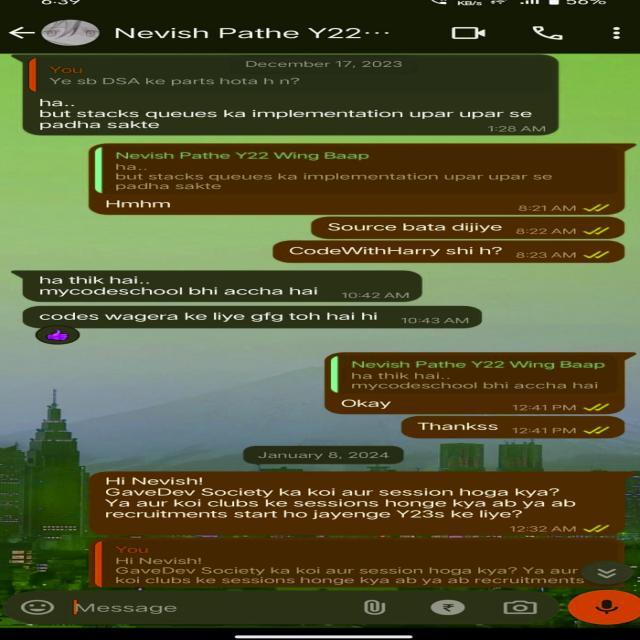 6:39
KB/s
56%
Nevish Pathe Y22...
December 17, 2023
You
Ye sb DSA ke parts hota h n?
ha..
but stacks queues ka implementation upar upar se
padha sakte
1:28 AM
Nevish Pathe Y22 Wing Baap
ha..
but stacks queues ka implementation upar upar se
padha sakte
Hmhm
8:21 AM
Source bata dijiye 8:22 AM
CodeWithHarry shi h? 8:23 AM
ha thik hai..
mycodeschool bhi accha hai 10:42 AM
codes wagera ke liye gfg toh hai hi 10:43 AM
Nevish Pathe Y22 Wing Baap
ha thik hai..
mycodeschool bhi accha hai
Okay
12:41 PM
Thankss 12:41 PM
January 8, 2024
Hi Nevish!
GaveDev Society ka koi aur session hoga kya?
Ya aur koi clubs ke sessions honge kya ab ya ab
recruitments start ho jayenge Y23s ke liye?
12:32 AM
You
Hi Nevish!
GaveDev Society ka koi aur session hoga kya? Ya aur
koi clubs ke sessions honge kya ab ya ab recruitments
Message